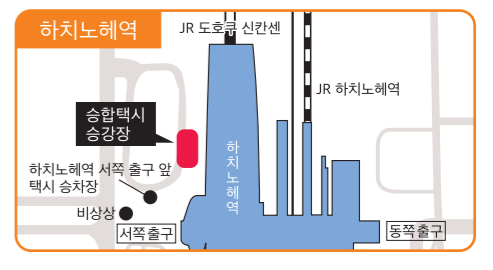 하치노헤역
JR 도호쿠 신칸센
JR 하치노헤역
승합택시
승강장
하치노헤역
하치노헤역 서쪽 출구 앞
택시 승차장
비상상
서쪽출구
동쪽출구